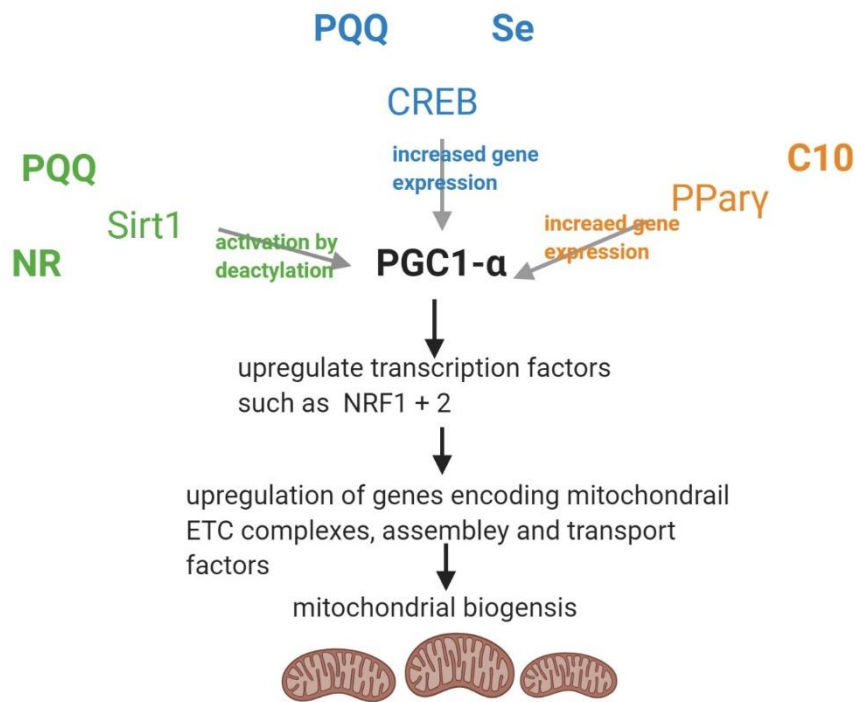 PQQ Se
CREB
increased gene
expression
C10
PParγ
increaed gene
expression
PQQ
Sirt1
NR
activation by
deactylation
PGC1-α
upregulate transcription factors
such as NRF1 + 2
upregulation of genes encoding mitochondrail
ETC complexes, assembley and transport
factors
mitochondrial biogensis